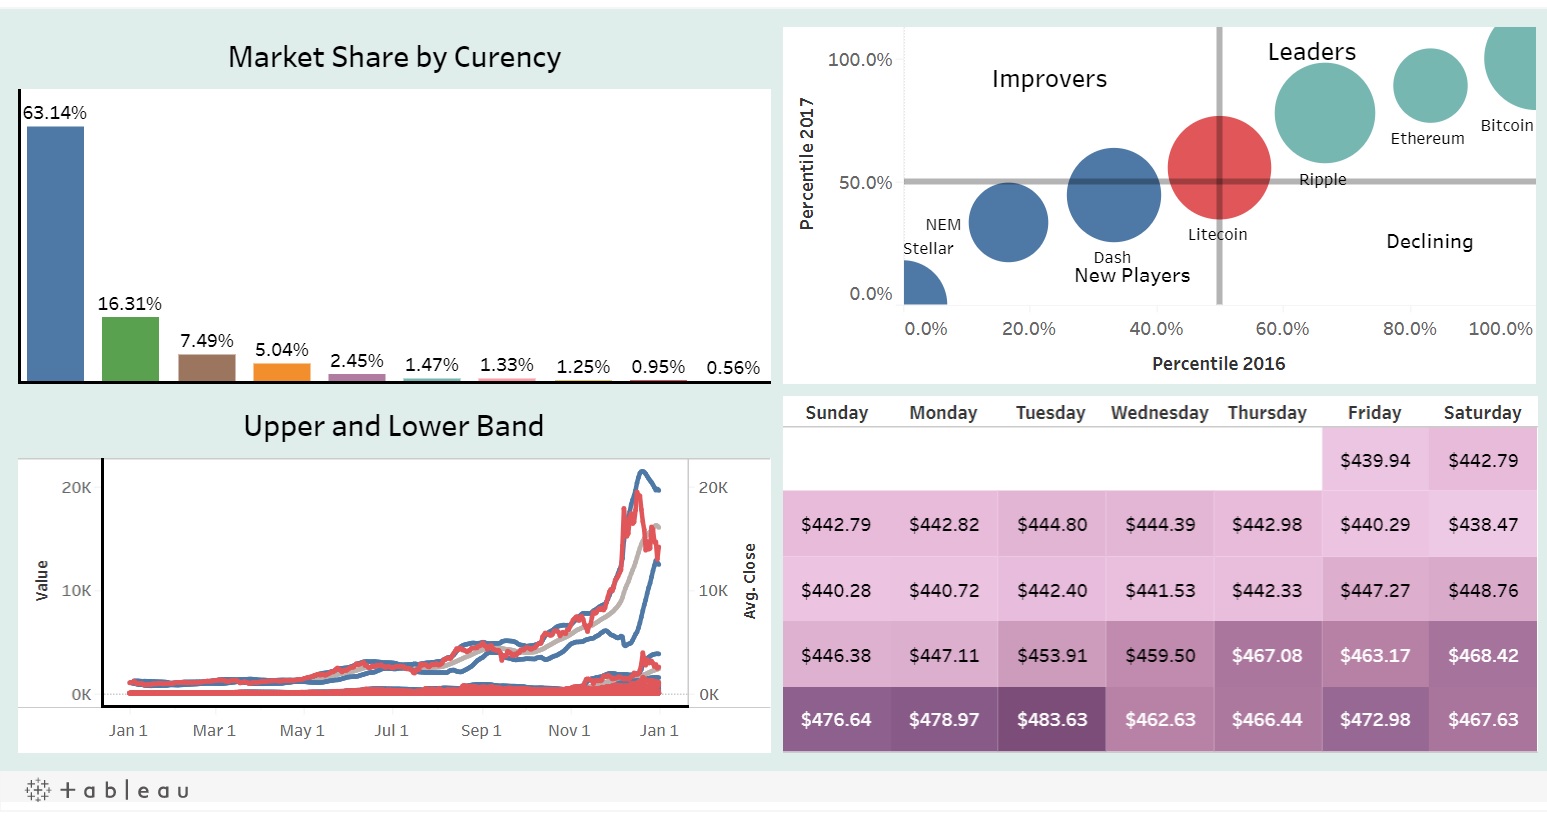 Market Share by Curency
63.14%
16.31%
7.49%
5.04%
2.45%
1.47%
1.33%
1.25%
0.95%
0.56%
Percentile 2017
100.0%
50.0%
0.0%
Improvers
Leaders
Bitcoin
Ethereum
Ripple
NEM
Stellar
Litecoin
Dash
New Players
Declining
0.0% 20.0% 40.0% 60.0% 80.0% 100.0%
Percentile 2016
Upper and Lower Band
Value
20K
10K
0K
20K
10K
0K
Avg. Close
Jan 1 Mar 1 May 1 Jul 1 Sep 1 Nov 1 Jan 1
Sunday Monday Tuesday Wednesday Thursday Friday Saturday
$439.94 $442.79
$442.79 $442.82 $444.80 $444.39 $442.98 $440.29 $438.47
$440.28 $440.72 $442.40 $441.53 $442.33 $447.27 $448.76
$446.38 $447.11 $453.91 $459.50 $467.08 $463.17 $468.42
$476.64 $478.97 $483.63 $462.63 $466.44 $472.98 $467.63
+ a b l e a u